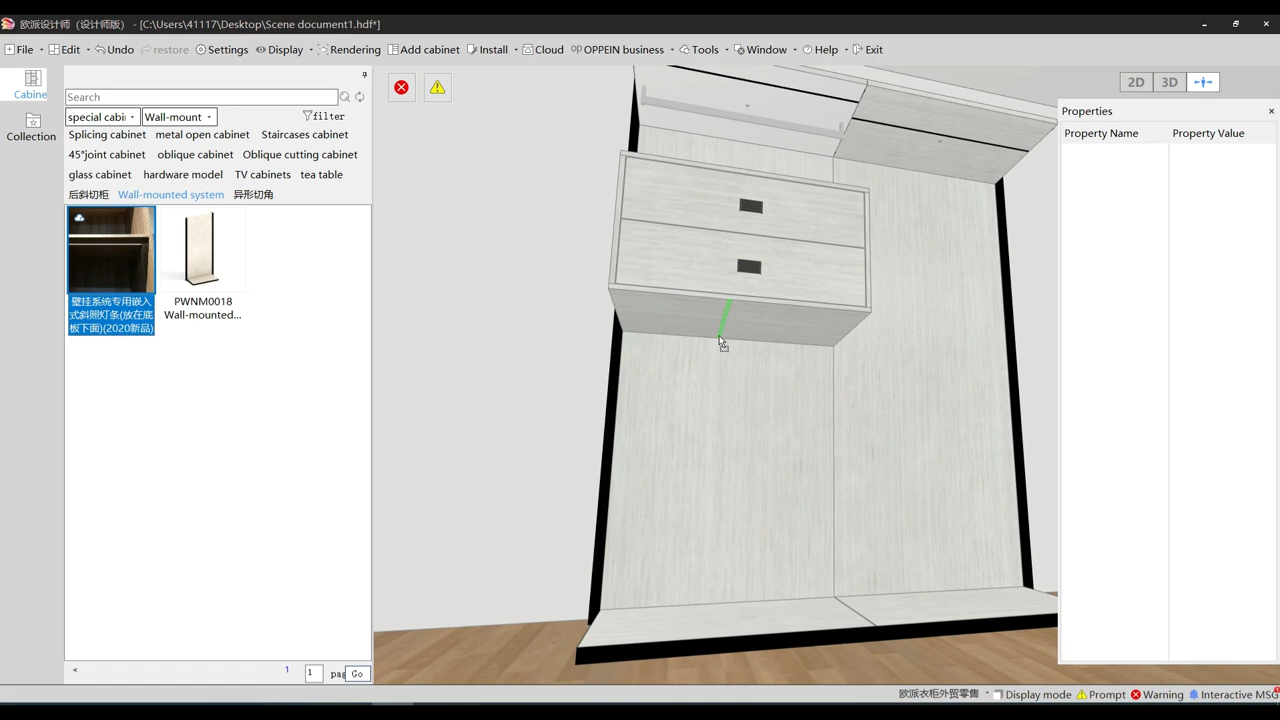 欧派设计师（设计师版） - [C:\Users\41117\Desktop\Scene document1.hdf*]
File Edit Undo restore Settings Display Rendering Add cabinet Install Cloud OPPEIN business Tools Window Help Exit
Cabine
Collection
Search
special cabi Wall-mount filter
Splicing cabinet metal open cabinet Staircases cabinet
45°joint cabinet oblique cabinet Oblique cutting cabinet
glass cabinet hardware model TV cabinets tea table
后斜切柜 Wall-mounted system 异形切角
壁挂系统专用嵌入
式斜照灯条(放在底
板下面)(2020新品)
PWNM0018
Wall-mounted...
< 1 1 pag Go
2D 3D
Properties
Property Name Property Value
欧派衣柜外贸零售 Display mode Prompt Warning Interactive MSG